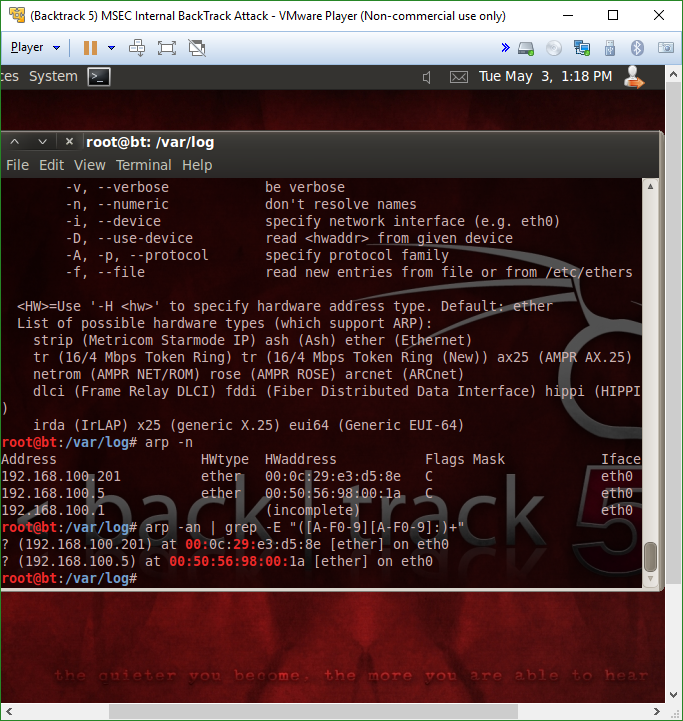 (Backtrack 5) MSEC Internal BackTrack Attack - VMware Player (Non-commercial use only)
Player
ces System Tue May 3, 1:18 PM
root@bt: /var/log
File Edit View Terminal Help
-v, --verbose be verbose
-n, --numeric don't resolve names
-i, --device specify network interface (e.g. eth0)
-D, --use-device read <hwaddr> from given device
-A, -p, --protocol specify protocol family
-f, --file read new entries from file or from /etc/ethers
<HW>=Use '-H <hw>' to specify hardware address type. Default: ether
List of possible hardware types (which support ARP):
strip (Metricom Starmode IP) ash (Ash) ether (Ethernet)
tr (16/4 Mbps Token Ring) tr (16/4 Mbps Token Ring (New)) ax25 (AMPR AX.25)
netrom (AMPR NET/ROM) rose (AMPR ROSE) arcnet (ARCnet)
dlci (Frame Relay DLCI) fddi (Fiber Distributed Data Interface) hippi (HIPPI
)
irda (IrLAP) x25 (generic X.25) eui64 (Generic EUI-64)
root@bt:/var/log# arp -n
Address HWtype HWaddress Flags Mask Iface
192.168.100.201 ether 00:0c:29:e3:d5:8e C eth0
192.168.100.5 ether 00:50:56:98:00:1a C eth0
192.168.100.1 (incomplete) eth0
root@bt:/var/log# arp -an | grep -E "([A-F0-9][A-F0-9]:)+"
? (192.168.100.201) at 00:0c:29:e3:d5:8e [ether] on eth0
? (192.168.100.5) at 00:50:56:98:00:1a [ether] on eth0
root@bt:/var/log#
back | track 5
the quieter you become, the more you are able to hear